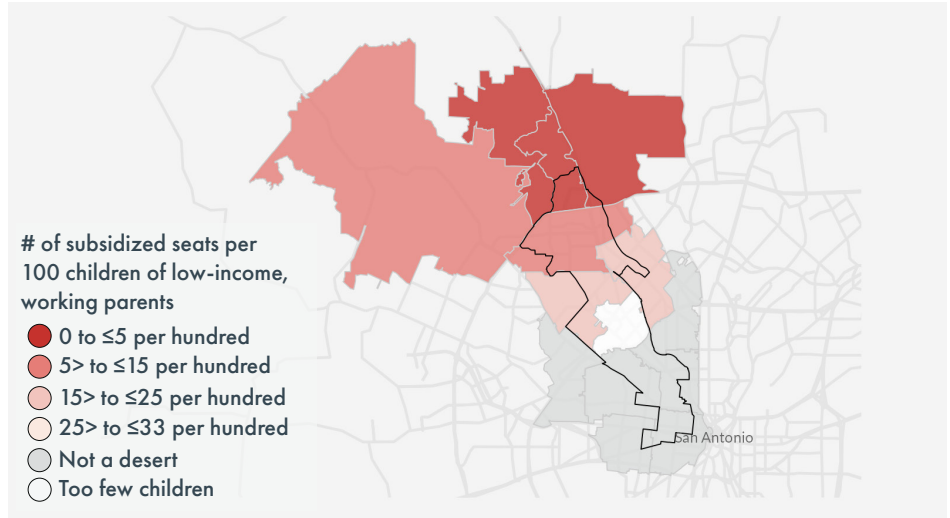 # of subsidized seats per
100 children of low-income,
working parents
0 to ≤5 per hundred
5> to ≤15 per hundred
15> to ≤25 per hundred
25> to ≤33 per hundred
Not a desert
Too few children
San Antonio